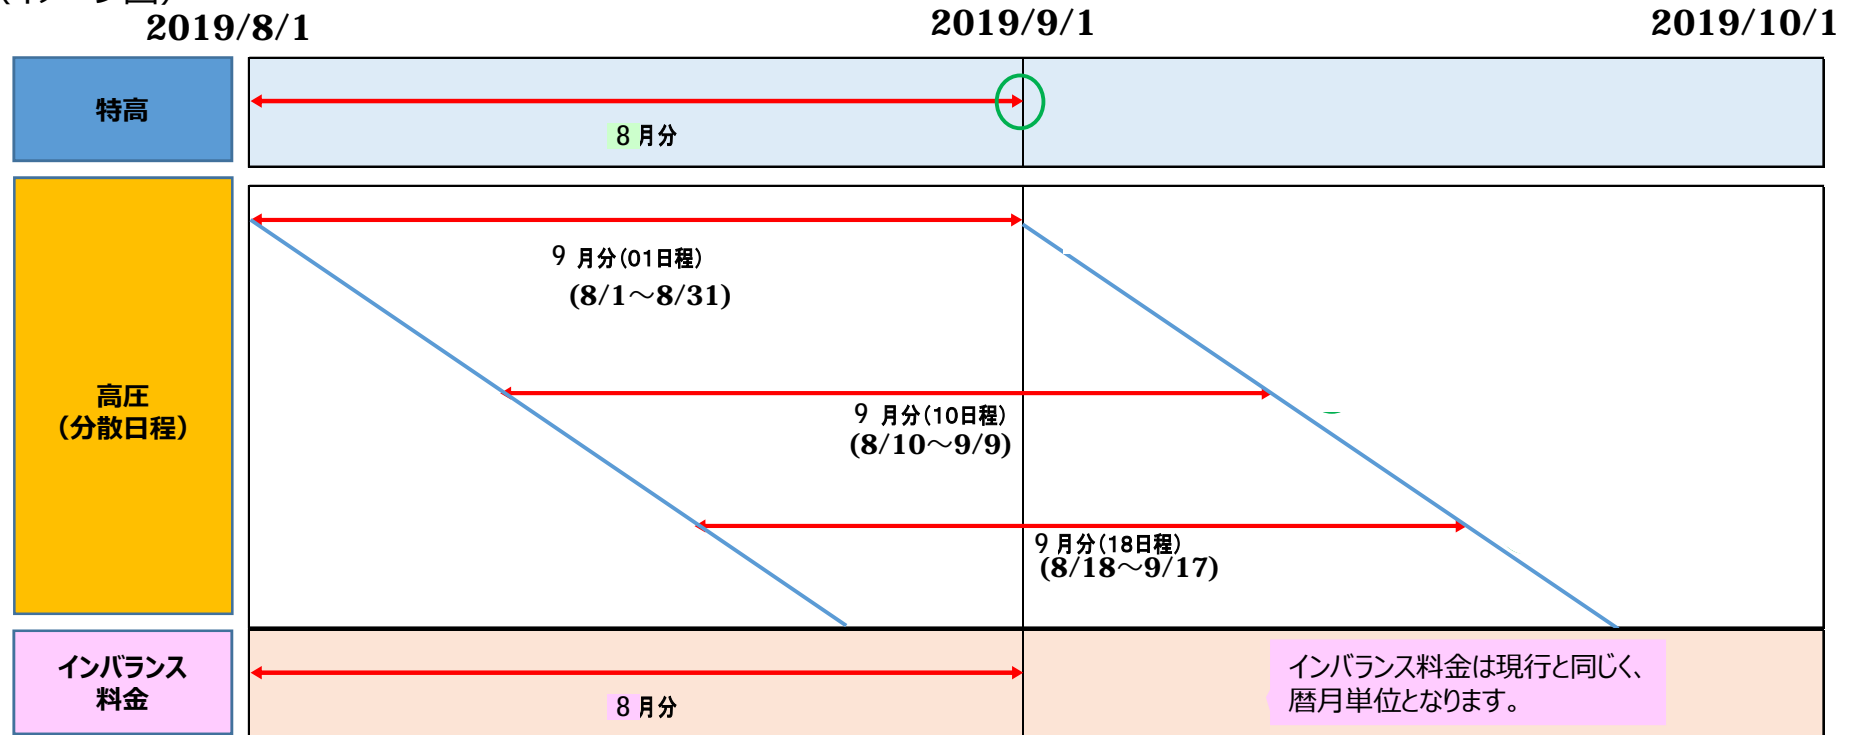 2019/8/1
2019/9/1
2019/10/1
特高
8月分
高圧
（分散日程）
9 月分(01日程)
(8/1～8/31)
9 月分(10日程)
(8/10～9/9)
9 月分(18日程)
(8/18～9/17)
インバランス
料金
8月分
インバランス料金は現行と同じく、
暦月単位となります。